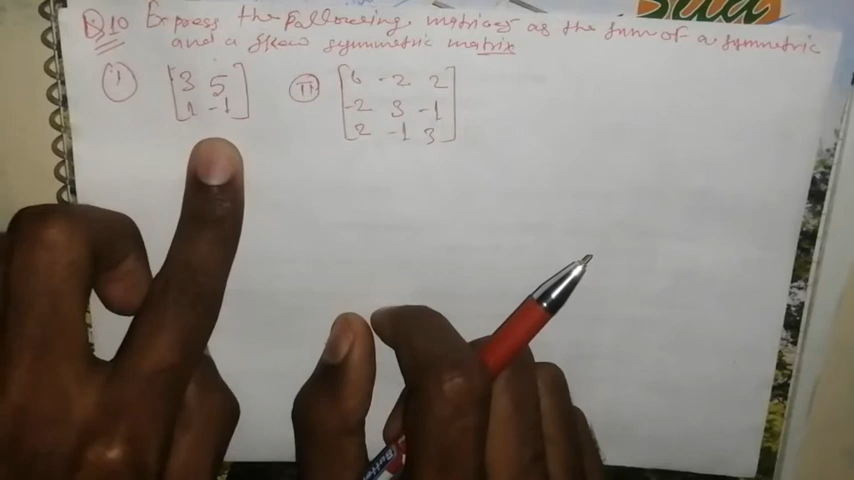 Q10 Express the following matrices as the sum of a symmetric
and a skew symmetric matrix
(i) [3 5 (ii) [6 -2 2
1 -1] -2 3 -1
2 -1 3]